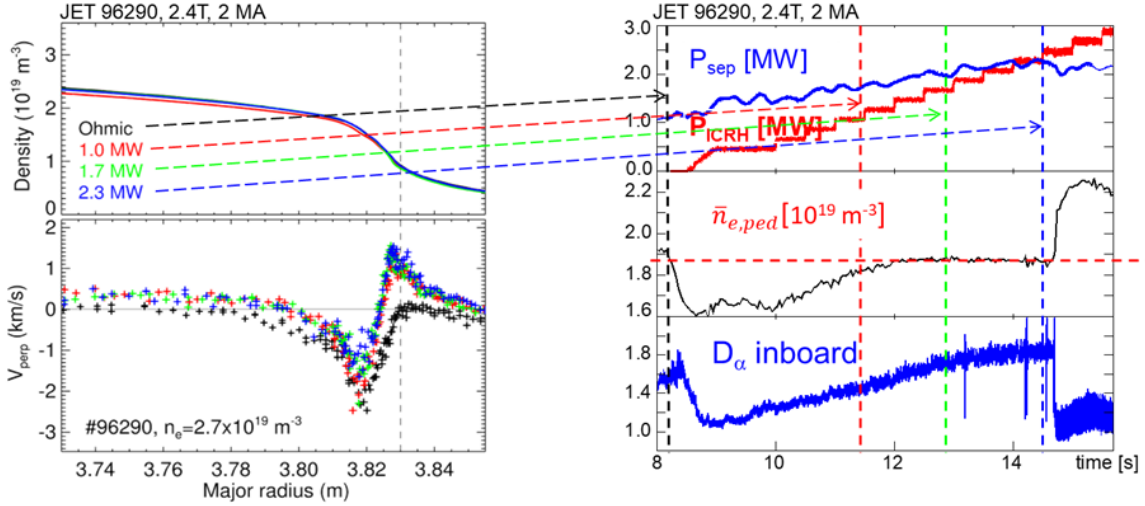 JET 96290, 2.4T, 2 MA
Density (10¹⁹ m⁻³)
3
2
1
0
Ohmic
1.0 MW
1.7 MW
2.3 MW
V_perp (km/s)
2
1
0
-1
-2
-3
#96290, n_e=2.7x10¹⁹ m⁻³
3.74 3.76 3.78 3.80 3.82 3.84
Major radius (m)
JET 96290, 2.4T, 2 MA
3.0
2.0
1.0
0.0
P_sep [MW]
P_ICRH [MW]
2.2
2.0
1.8
1.6
n̄_e,ped [10¹⁹ m⁻³]
1.8
1.4
1.0
D_α inboard
8 10 12 14 time [s]